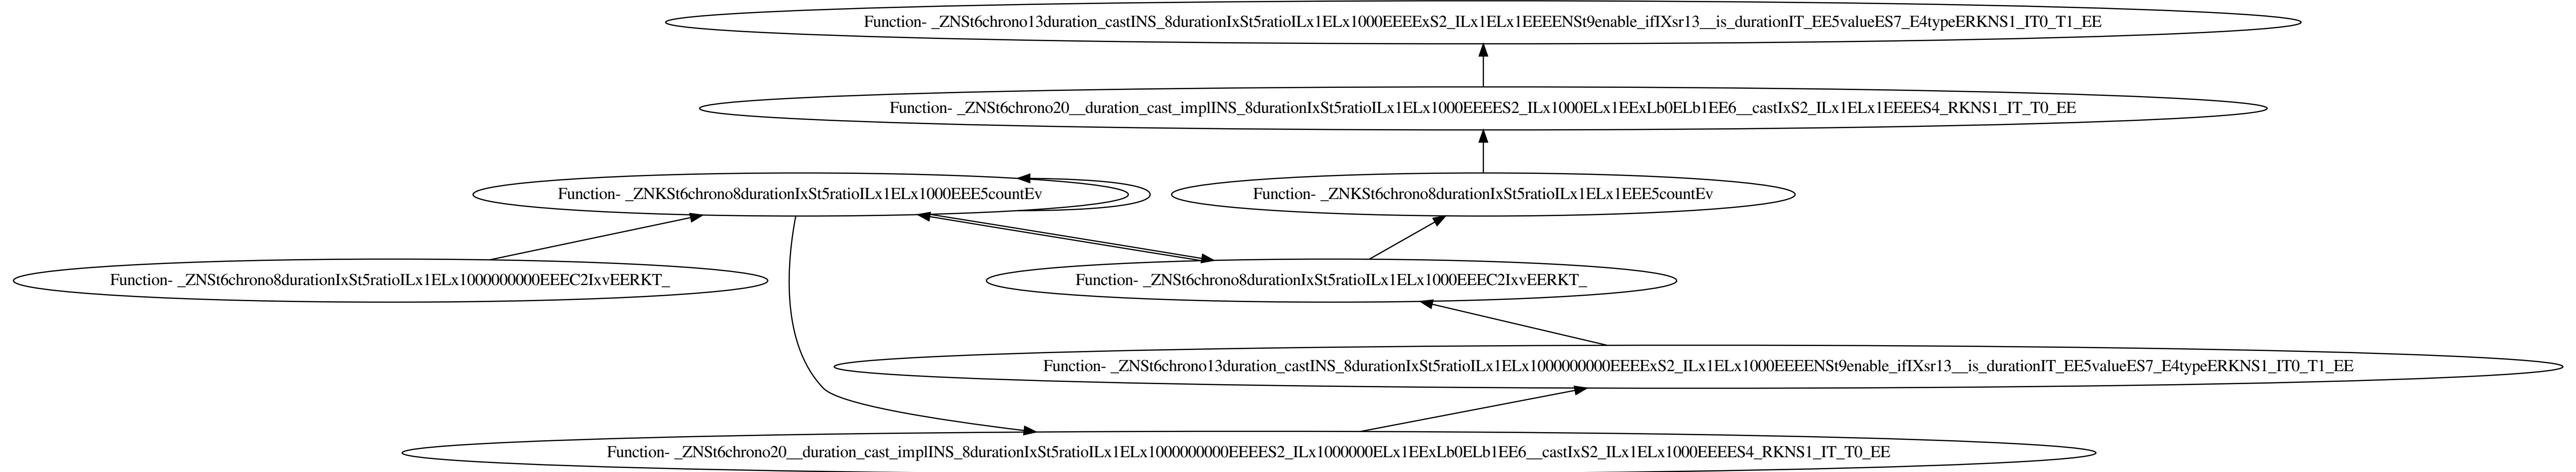 Function- _ZNSt6chrono13duration_castINS_8durationIxSt5ratioILx1ELx1000EEEExS2_ILx1ELx1EEEENSt9enable_ifIXsr13__is_durationIT_EE5valueES7_E4typeERKNS1_IT0_T1_EE
Function- _ZNSt6chrono20__duration_cast_implINS_8durationIxSt5ratioILx1ELx1000EEEES2_ILx1000ELx1EExLb0ELb1EE6__castIxS2_ILx1ELx1EEEES4_RKNS1_IT_T0_EE
Function- _ZNKSt6chrono8durationIxSt5ratioILx1ELx1000EEE5countEv
Function- _ZNKSt6chrono8durationIxSt5ratioILx1ELx1EEE5countEv
Function- _ZNSt6chrono8durationIxSt5ratioILx1ELx1000000000EEEC2IxvEERKT_
Function- _ZNSt6chrono8durationIxSt5ratioILx1ELx1000EEEC2IxvEERKT_
Function- _ZNSt6chrono13duration_castINS_8durationIxSt5ratioILx1ELx1000000000EEEExS2_ILx1ELx1000EEEENSt9enable_ifIXsr13__is_durationIT_EE5valueES7_E4typeERKNS1_IT0_T1_EE
Function- _ZNSt6chrono20__duration_cast_implINS_8durationIxSt5ratioILx1ELx1000000000EEEES2_ILx1000000ELx1EExLb0ELb1EE6__castIxS2_ILx1ELx1000EEEES4_RKNS1_IT_T0_EE